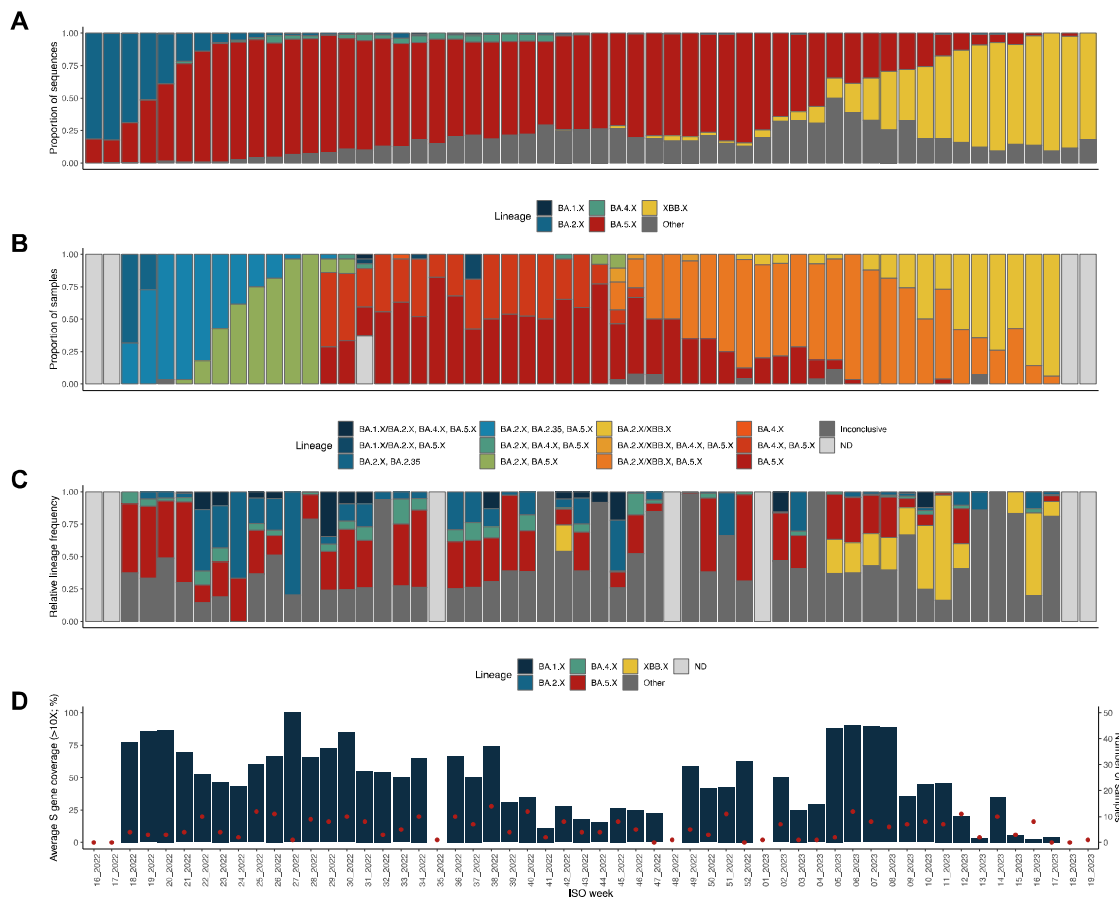 A
Proportion of sequences
1.00
0.75
0.50
0.25
0.00
Lineage
BA.1.X BA.4.X XBB.X
BA.2.X BA.5.X Other
B
Proportion of samples
1.00
0.75
0.50
0.25
0.00
Lineage
BA.1.X/BA.2.X, BA.4.X, BA.5.X BA.2.X, BA.2.35, BA.5.X BA.2.X/XBB.X BA.4.X Inconclusive
BA.1.X/BA.2.X, BA.5.X BA.2.X, BA.4.X, BA.5.X BA.2.X/XBB.X, BA.4.X, BA.5.X BA.4.X, BA.5.X ND
BA.2.X, BA.2.35 BA.2.X, BA.5.X BA.2.X/XBB.X, BA.5.X BA.5.X
C
Relative lineage frequency
1.00
0.75
0.50
0.25
0.00
Lineage
BA.1.X BA.4.X XBB.X ND
BA.2.X BA.5.X Other
D
Average S gene coverage (>10X; %)
100
75
50
25
0
50
40
30
20
10
0
Number of samples
16_2022 17_2022 18_2022 19_2022 20_2022 21_2022 22_2022 23_2022 24_2022 25_2022 26_2022 27_2022 28_2022 29_2022 30_2022 31_2022 32_2022 33_2022 34_2022 35_2022 36_2022 37_2022 38_2022 39_2022 40_2022 41_2022 42_2022 43_2022 44_2022 45_2022 46_2022 47_2022 48_2022 49_2022 50_2022 51_2022 52_2022 01_2023 02_2023 03_2023 04_2023 05_2023 06_2023 07_2023 08_2023 09_2023 10_2023 11_2023 12_2023 13_2023 14_2023 15_2023 16_2023 17_2023 18_2023 19_2023
ISO week